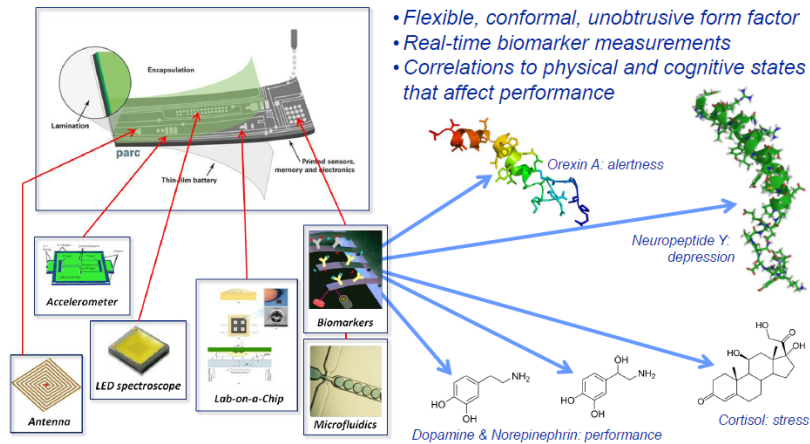 • Flexible, conformal, unobtrusive form factor
• Real-time biomarker measurements
• Correlations to physical and cognitive states
that affect performance
Encapsulation
Lamination
parc
Printed sensors,
memory and electronics
Thin film battery
Orexin A: alertness
Neuropeptide Y:
depression
Accelerometer
LED spectroscope
Antenna
Lab-on-a-Chip
Biomarkers
Microfluidics
NH2
HO
OH
OH
NH2
HO
OH
HO
O
HO
OH
O
Dopamine & Norepinephrin: performance
Cortisol: stress